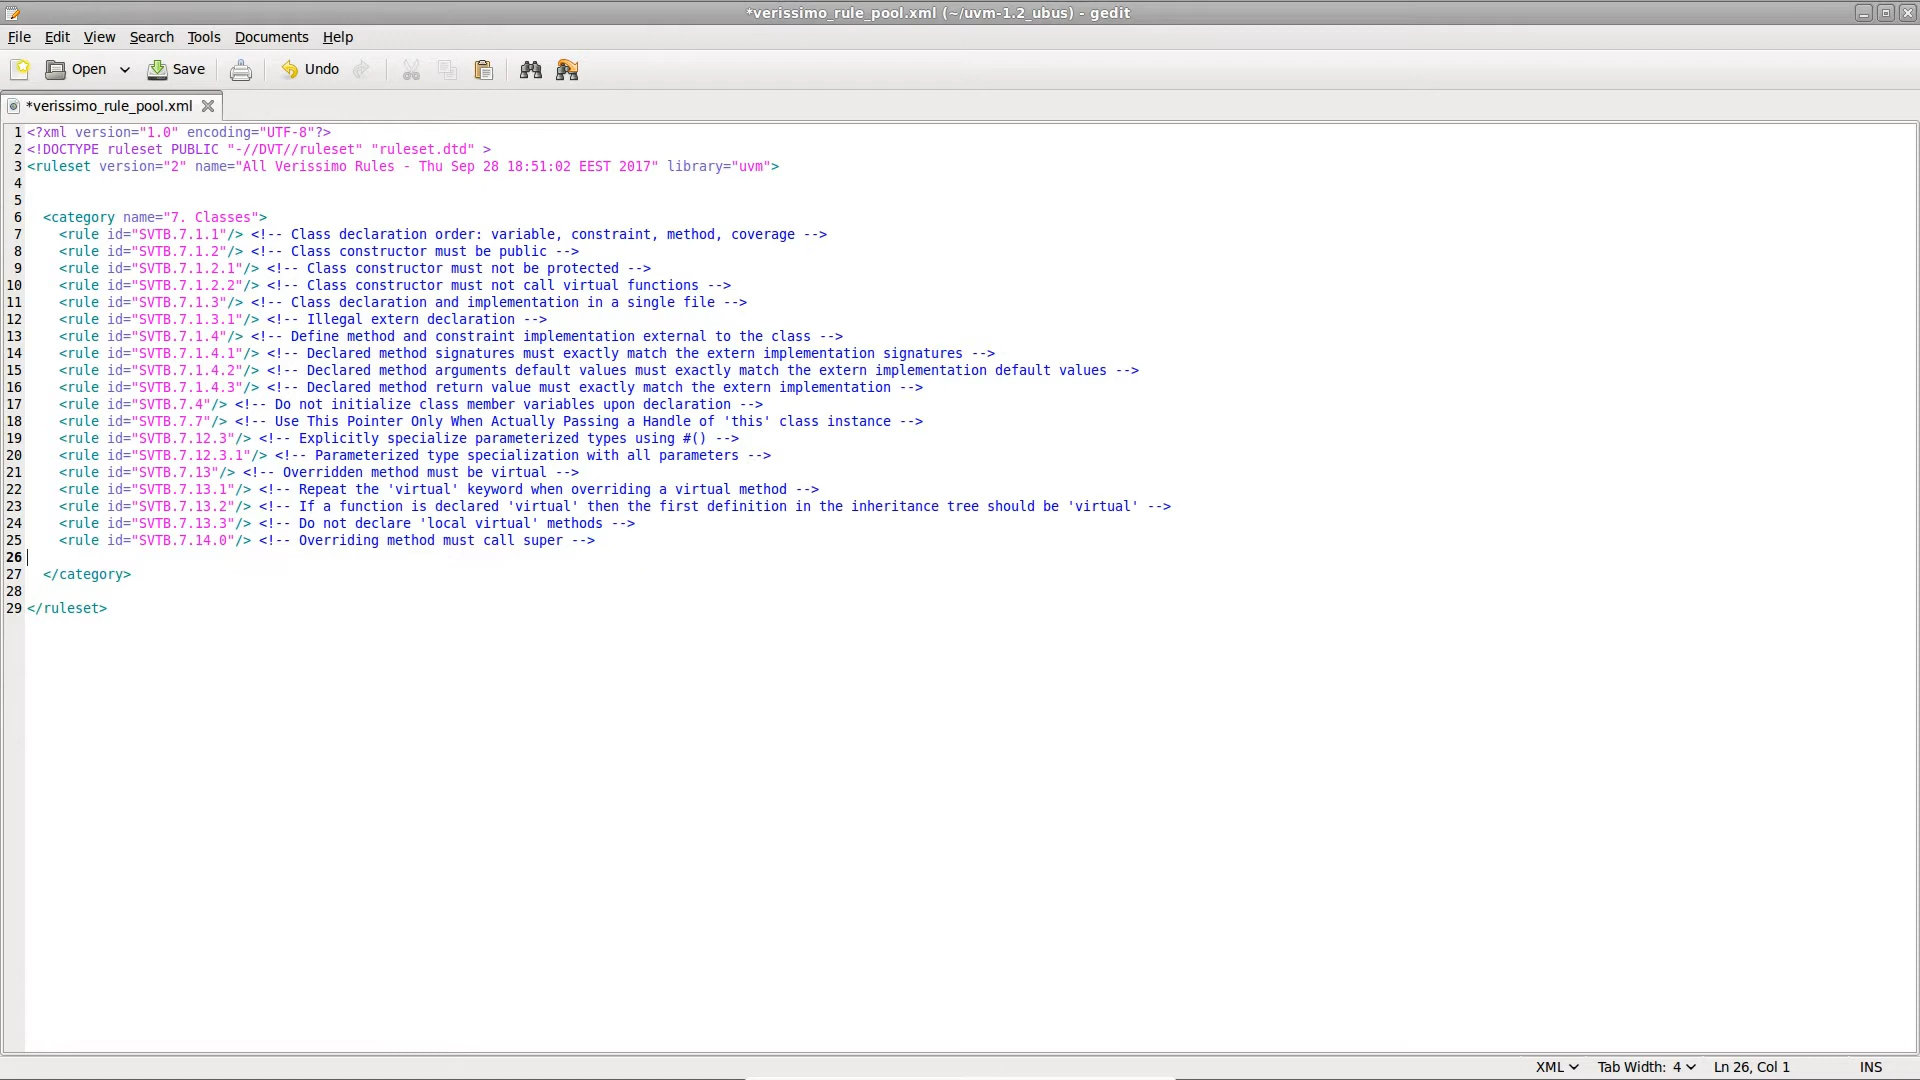 *verissimo_rule_pool.xml (~/uvm-1.2_ubus) - gedit
File Edit View Search Tools Documents Help
Open Save Undo
*verissimo_rule_pool.xml
1 <?xml version="1.0" encoding="UTF-8"?>
2 <!DOCTYPE ruleset PUBLIC "-//DVT//ruleset" "ruleset.dtd" >
3 <ruleset version="2" name="All Verissimo Rules - Thu Sep 28 18:51:02 EEST 2017" library="uvm">
4
5
6 <category name="7. Classes">
7 <rule id="SVTB.7.1.1"/> <!-- Class declaration order: variable, constraint, method, coverage -->
8 <rule id="SVTB.7.1.2"/> <!-- Class constructor must be public -->
9 <rule id="SVTB.7.1.2.1"/> <!-- Class constructor must not be protected -->
10 <rule id="SVTB.7.1.2.2"/> <!-- Class constructor must not call virtual functions -->
11 <rule id="SVTB.7.1.3"/> <!-- Class declaration and implementation in a single file -->
12 <rule id="SVTB.7.1.3.1"/> <!-- Illegal extern declaration -->
13 <rule id="SVTB.7.1.4"/> <!-- Define method and constraint implementation external to the class -->
14 <rule id="SVTB.7.1.4.1"/> <!-- Declared method signatures must exactly match the extern implementation signatures -->
15 <rule id="SVTB.7.1.4.2"/> <!-- Declared method arguments default values must exactly match the extern implementation default values -->
16 <rule id="SVTB.7.1.4.3"/> <!-- Declared method return value must exactly match the extern implementation -->
17 <rule id="SVTB.7.4"/> <!-- Do not initialize class member variables upon declaration -->
18 <rule id="SVTB.7.7"/> <!-- Use This Pointer Only When Actually Passing a Handle of 'this' class instance -->
19 <rule id="SVTB.7.12.3"/> <!-- Explicitly specialize parameterized types using #() -->
20 <rule id="SVTB.7.12.3.1"/> <!-- Parameterized type specialization with all parameters -->
21 <rule id="SVTB.7.13"/> <!-- Overridden method must be virtual -->
22 <rule id="SVTB.7.13.1"/> <!-- Repeat the 'virtual' keyword when overriding a virtual method -->
23 <rule id="SVTB.7.13.2"/> <!-- If a function is declared 'virtual' then the first definition in the inheritance tree should be 'virtual' -->
24 <rule id="SVTB.7.13.3"/> <!-- Do not declare 'local virtual' methods -->
25 <rule id="SVTB.7.14.0"/> <!-- Overriding method must call super -->
26
27 </category>
28
29 </ruleset>
XML Tab Width: 4 Ln 26, Col 1 INS